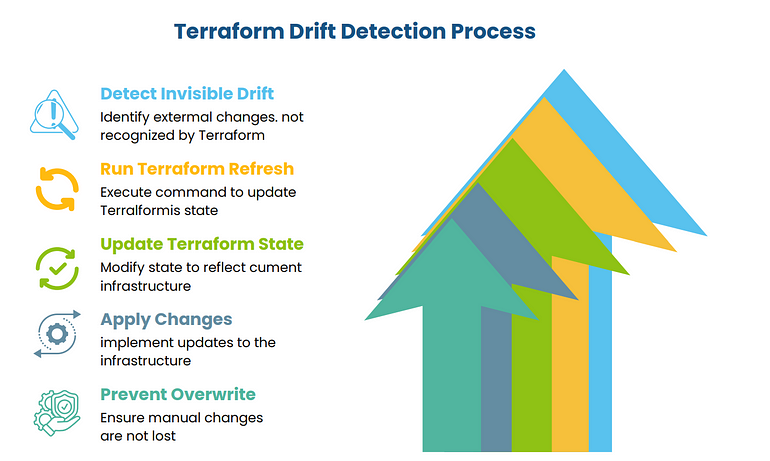 Terraform Drift Detection Process
Detect Invisible Drift
Identify extermal changes. not
recognized by Terraform
Run Terraform Refresh
Execute command to update
Terralformis state
Update Terraform State
Modify state to reflect cument
infrastructure
Apply Changes
implement updates to the
infrastructure
Prevent Overwrite
Ensure manual changes
are not lost